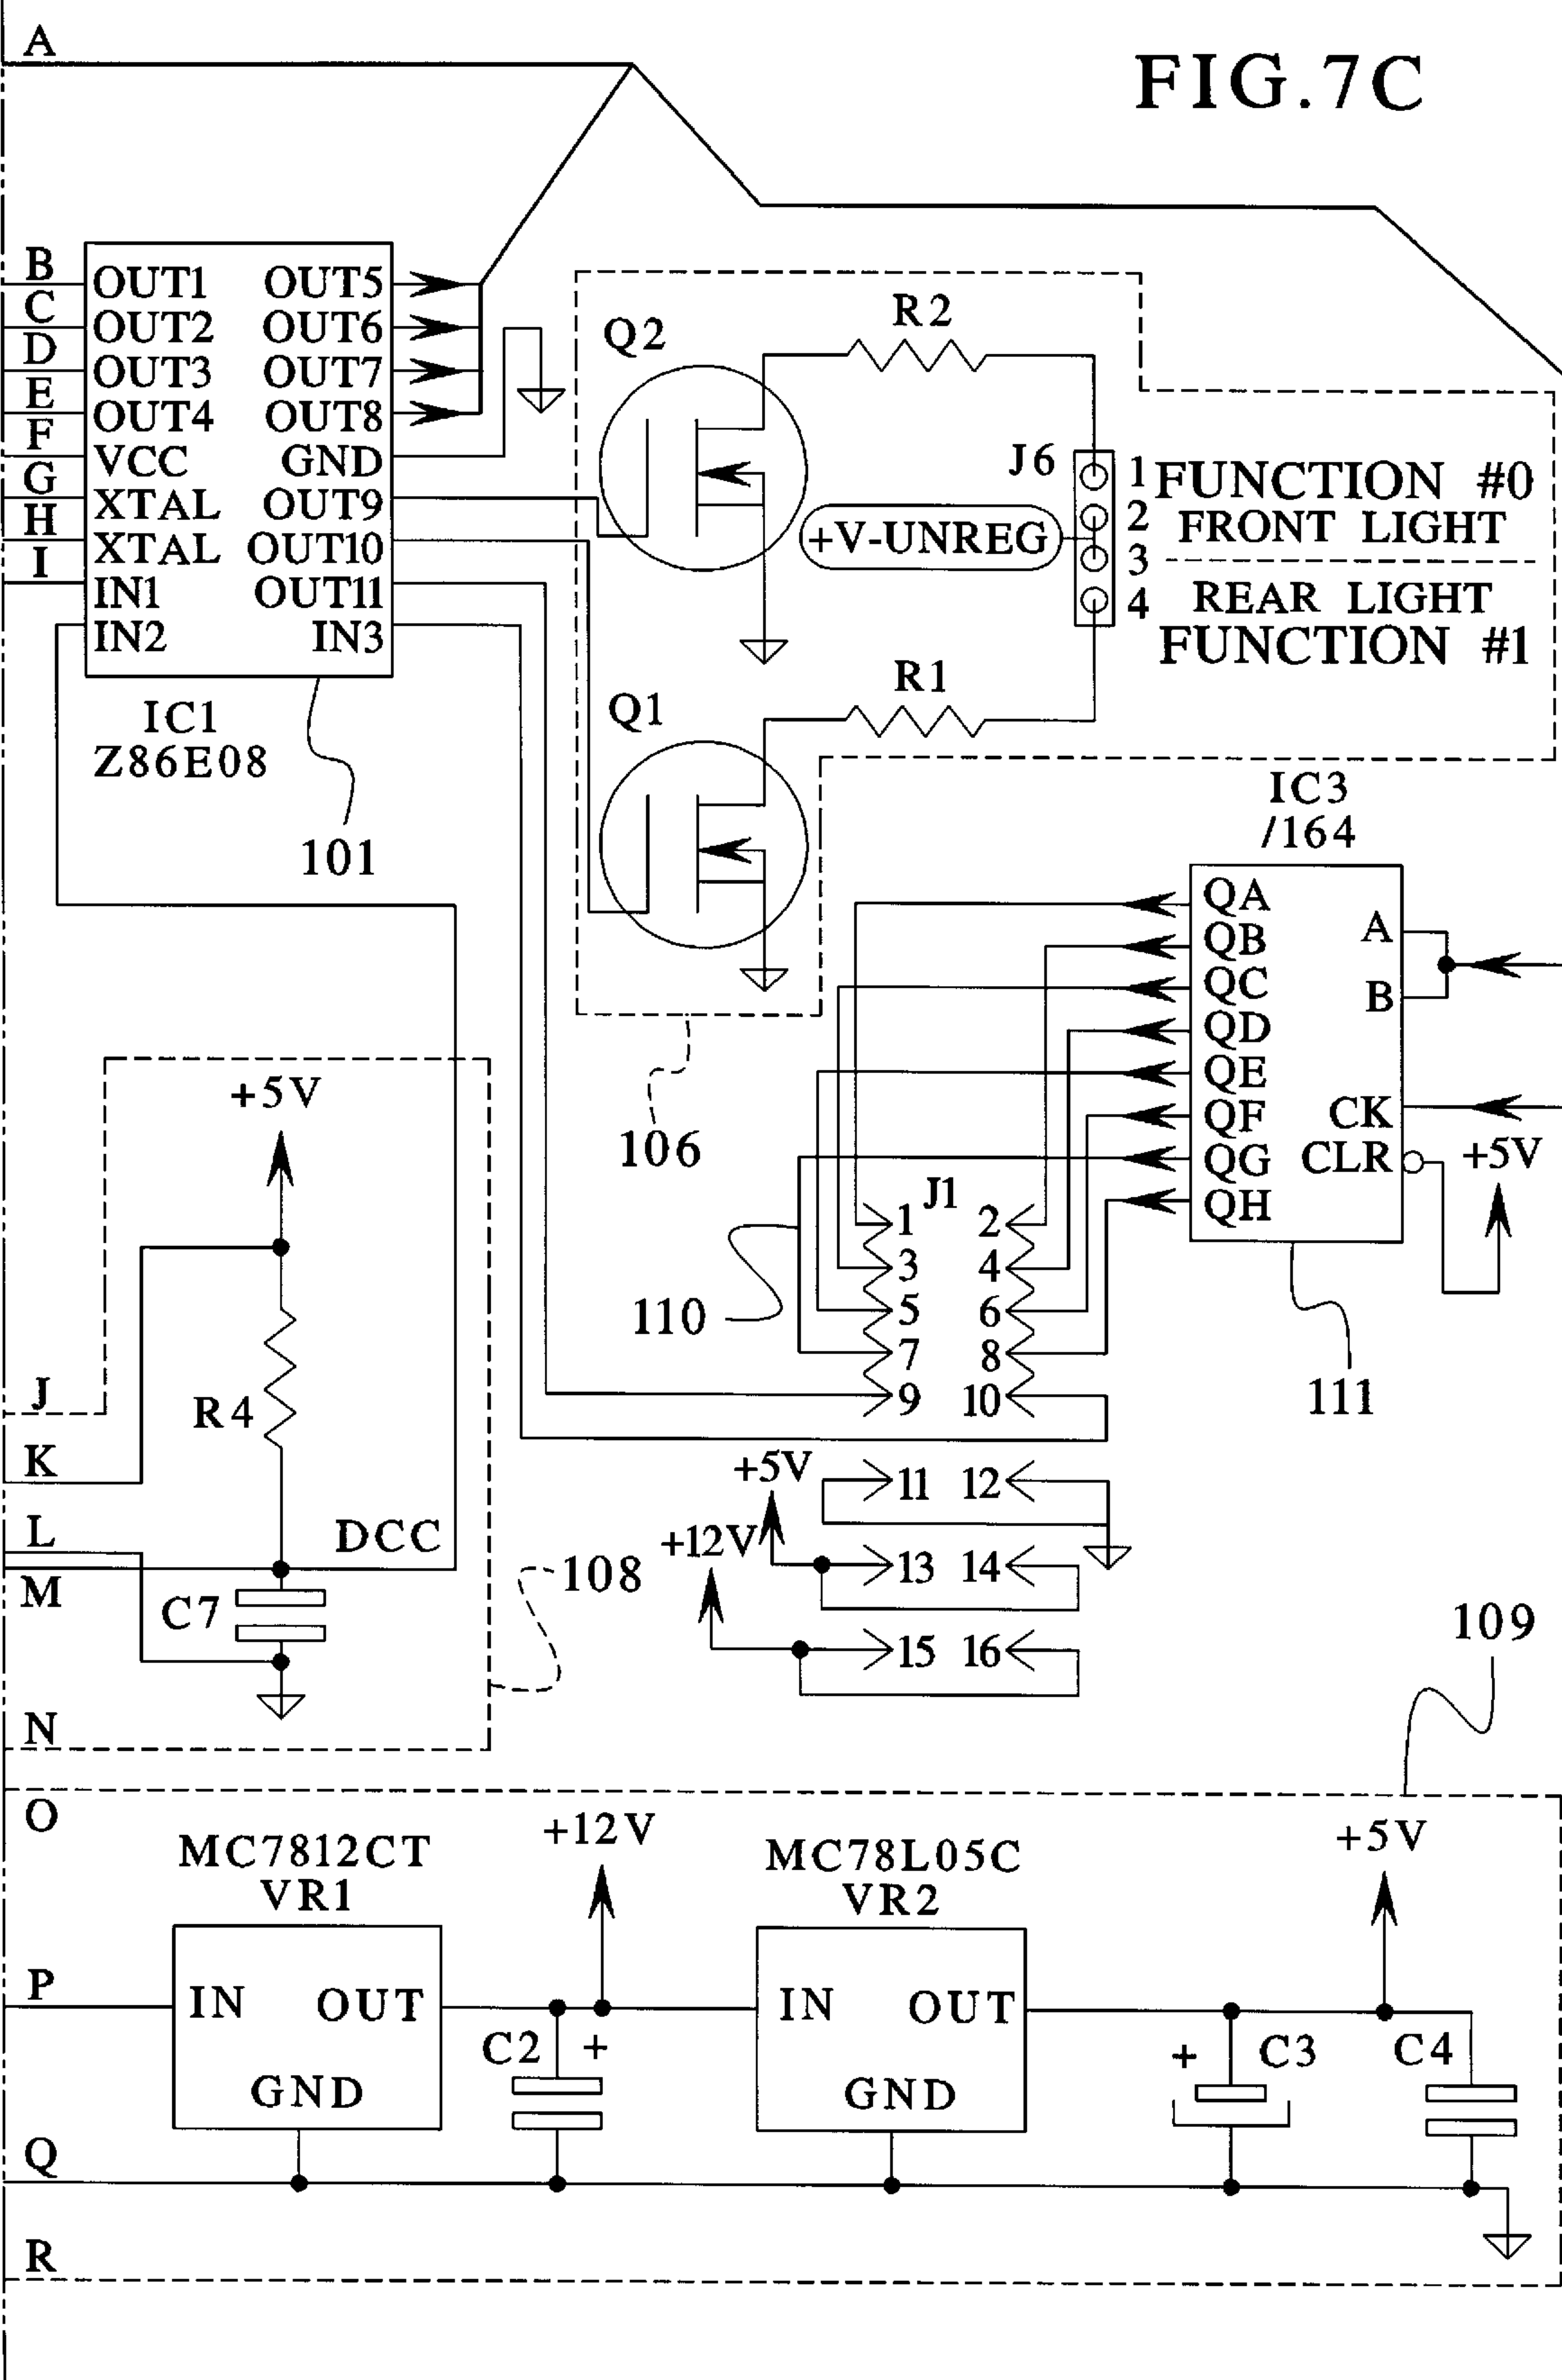 A
FIG.7C
B
C
D
E
F
G
H
I
OUT1 OUT5
OUT2 OUT6
OUT3 OUT7
OUT4 OUT8
VCC GND
XTAL OUT9
XTAL OUT10
IN1 OUT11
IN2 IN3
IC1
Z86E08
101
Q2
R2
J6
+V-UNREG
1 FUNCTION #0
2 FRONT LIGHT
3
4 REAR LIGHT
FUNCTION #1
Q1
R1
106
IC3
/164
QA
QB
QC
QD
QE
QF
QG
QH
A
B
CK
CLR
+5V
111
J1
1 2
3 4
5 6
7 8
9 10
110
+5V
11 12
+12V
13 14
15 16
+5V
J
R4
K
L
DCC
M
C7
108
N
109
O
MC7812CT
VR1
+12V
MC78L05C
VR2
+5V
P
IN OUT
GND
C2 +
IN OUT
GND
+ C3
C4
Q
R